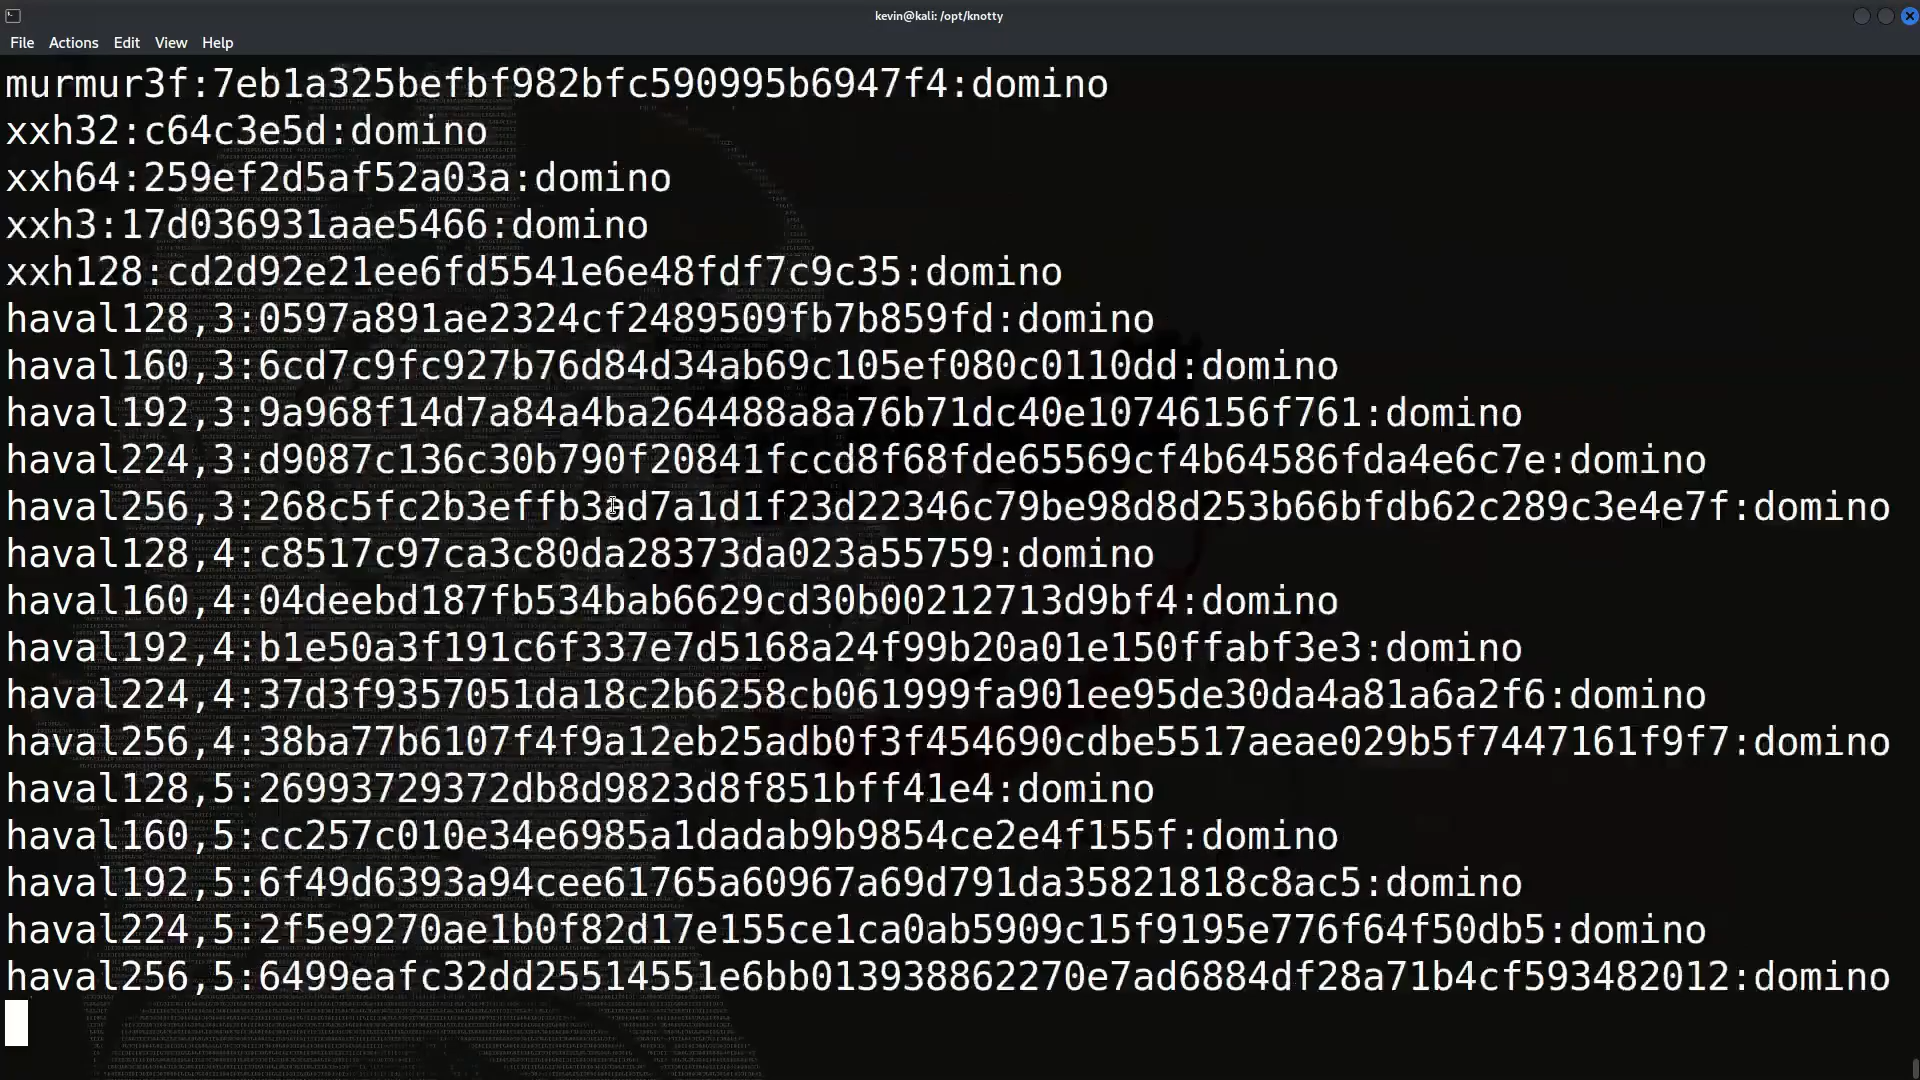 kevin@kali: /opt/knotty
File Actions Edit View Help
murmur3f:7eb1a325befbf982bfc590995b6947f4:domino
xxh32:c64c3e5d:domino
xxh64:259ef2d5af52a03a:domino
xxh3:17d036931aae5466:domino
xxh128:cd2d92e21ee6fd5541e6e48fdf7c9c35:domino
haval128,3:0597a891ae2324cf2489509fb7b859fd:domino
haval160,3:6cd7c9fc927b76d84d34ab69c105ef080c0110dd:domino
haval192,3:9a968f14d7a84a4ba264488a8a76b71dc40e10746156f761:domino
haval224,3:d9087c136c30b790f20841fccd8f68fde65569cf4b64586fda4e6c7e:domino
haval256,3:268c5fc2b3effb3ad7a1d1f23d22346c79be98d8d253b66bfdb62c289c3e4e7f:domino
haval128,4:c8517c97ca3c80da28373da023a55759:domino
haval160,4:04deebd187fb534bab6629cd30b00212713d9bf4:domino
haval192,4:b1e50a3f191c6f337e7d5168a24f99b20a01e150ffabf3e3:domino
haval224,4:37d3f9357051da18c2b6258cb061999fa901ee95de30da4a81a6a2f6:domino
haval256,4:38ba77b6107f4f9a12eb25adb0f3f454690cdbe5517aeae029b5f7447161f9f7:domino
haval128,5:26993729372db8d9823d8f851bff41e4:domino
haval160,5:cc257c010e34e6985a1dadab9b9854ce2e4f155f:domino
haval192,5:6f49d6393a94cee61765a60967a69d791da35821818c8ac5:domino
haval224,5:2f5e9270ae1b0f82d17e155ce1ca0ab5909c15f9195e776f64f50db5:domino
haval256,5:6499eafc32dd25514551e6bb013938862270e7ad6884df28a71b4cf593482012:domino